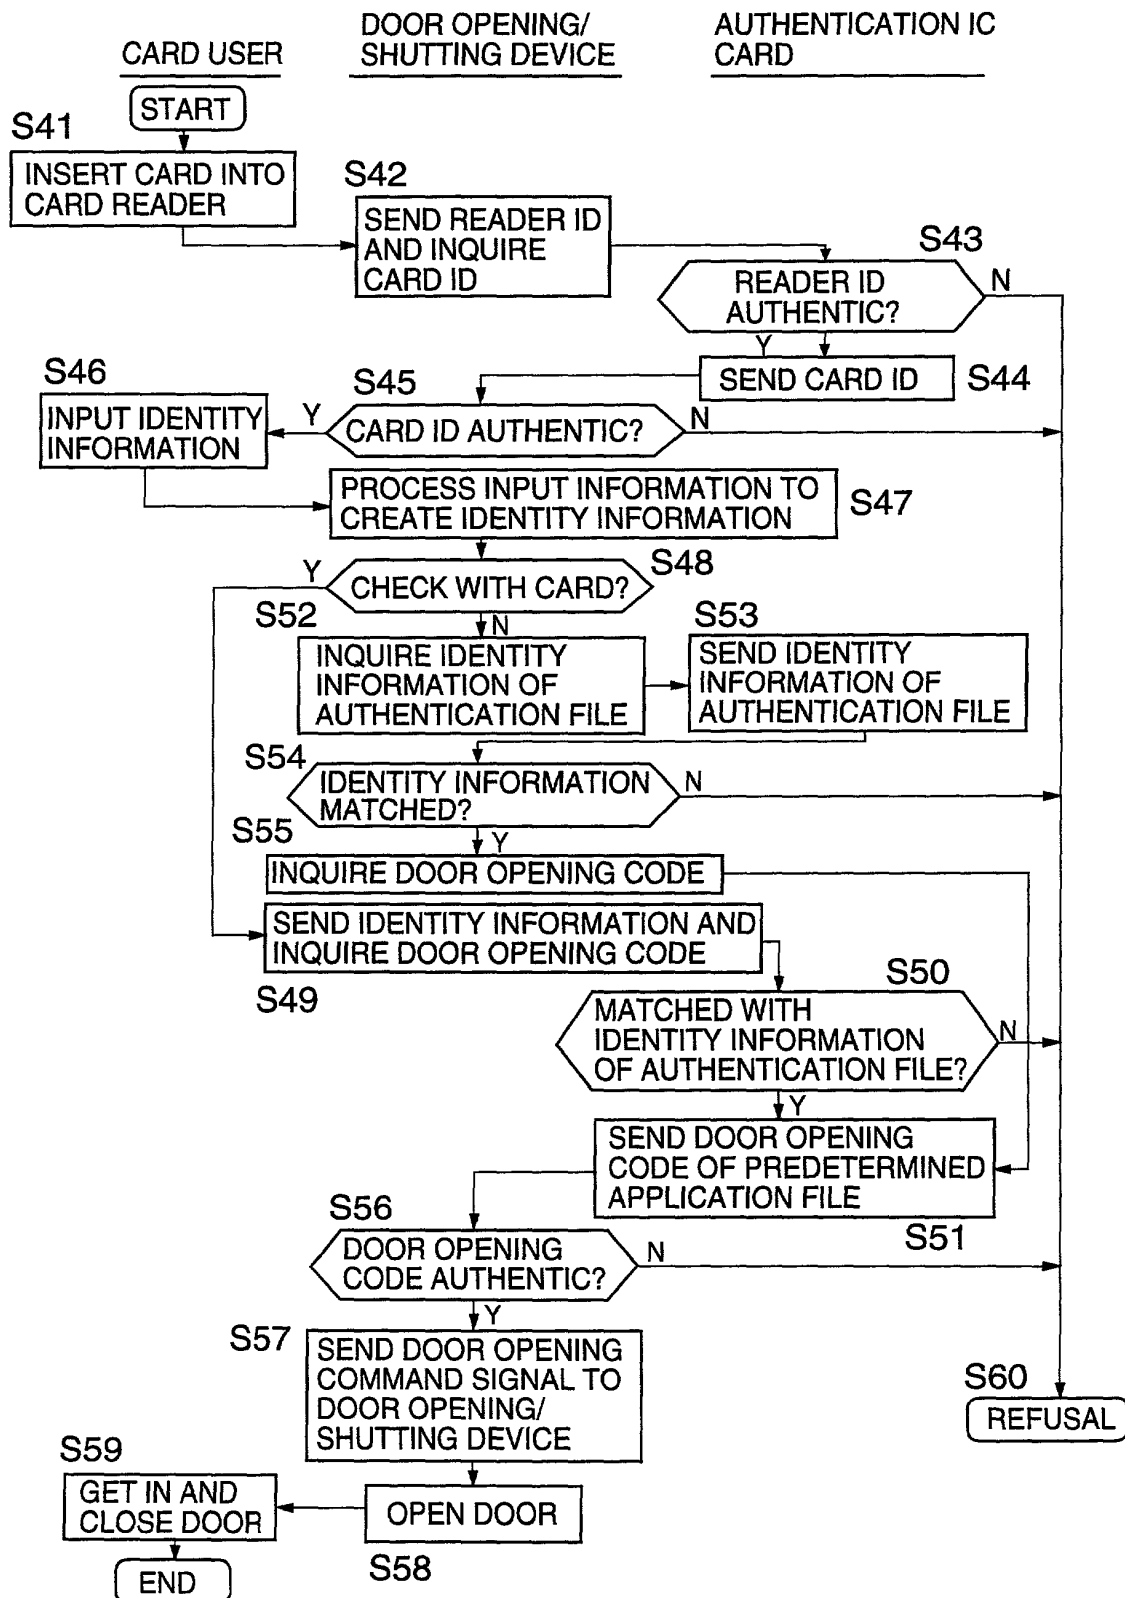 CARD USER
DOOR OPENING/
SHUTTING DEVICE
AUTHENTICATION IC
CARD
START
S41
INSERT CARD INTO
CARD READER
S42
SEND READER ID
AND INQUIRE
CARD ID
S43
READER ID
AUTHENTIC?
N
Y
SEND CARD ID
S44
S45
CARD ID AUTHENTIC?
Y
N
S46
INPUT IDENTITY
INFORMATION
PROCESS INPUT INFORMATION TO
CREATE IDENTITY INFORMATION
S47
S48
CHECK WITH CARD?
Y
N
S52
INQUIRE IDENTITY
INFORMATION OF
AUTHENTICATION FILE
S53
SEND IDENTITY
INFORMATION OF
AUTHENTICATION FILE
S54
IDENTITY INFORMATION
MATCHED?
N
Y
S55
INQUIRE DOOR OPENING CODE
SEND IDENTITY INFORMATION AND
INQUIRE DOOR OPENING CODE
S49
S50
MATCHED WITH
IDENTITY INFORMATION
OF AUTHENTICATION FILE?
N
Y
SEND DOOR OPENING
CODE OF PREDETERMINED
APPLICATION FILE
S51
S56
DOOR OPENING
CODE AUTHENTIC?
N
Y
S57
SEND DOOR OPENING
COMMAND SIGNAL TO
DOOR OPENING/
SHUTTING DEVICE
S60
REFUSAL
S59
GET IN AND
CLOSE DOOR
OPEN DOOR
S58
END